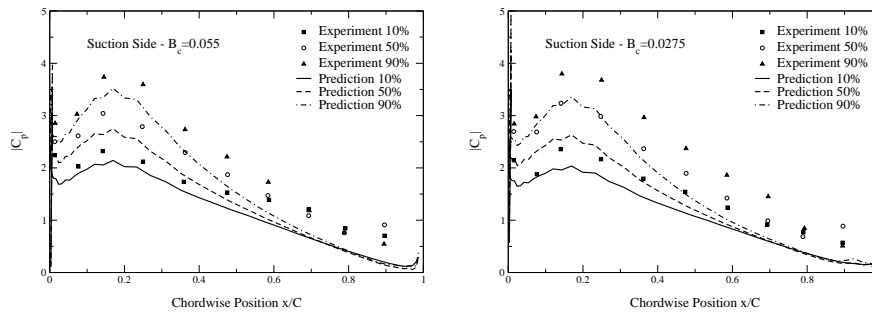 Suction Side - B_c=0.055
Experiment 10%
Experiment 50%
Experiment 90%
Prediction 10%
Prediction 50%
Prediction 90%
|C_p|
5
4
3
2
1
0
0 0.2 0.4 0.6 0.8 1
Chordwise Position x/C
Suction Side - B_c=0.0275
Experiment 10%
Experiment 50%
Experiment 90%
Prediction 10%
Prediction 50%
Prediction 90%
|C_p|
5
4
3
2
1
0
0 0.2 0.4 0.6 0.8
Chordwise Position x/C